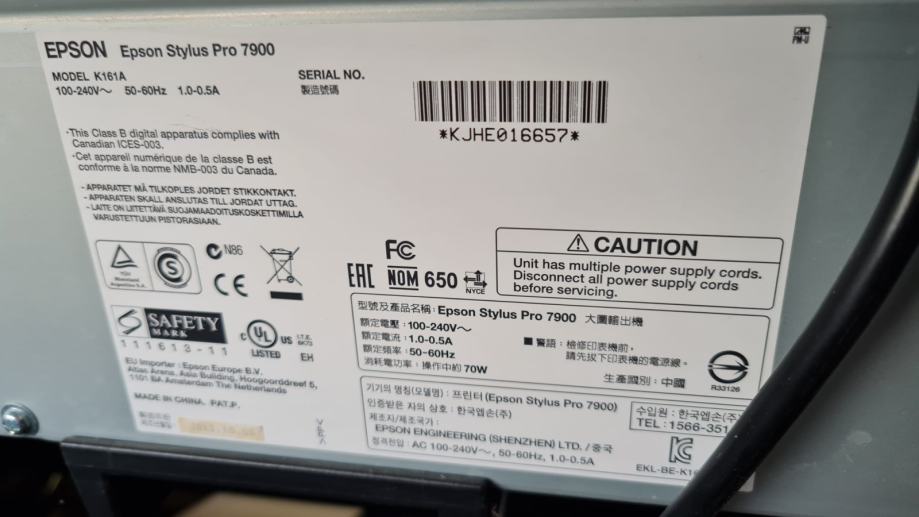 EPSON Epson Stylus Pro 7900
MODEL K161A
100-240V～ 50-60Hz 1.0-0.5A
SERIAL NO.
製造號碼
*KJHE016657*
·This Class B digital apparatus complies with
Canadian ICES-003.
·Cet appareil numérique de la classe B est
conforme à la norme NMB-003 du Canada.
- APPARATET MÅ TILKOPLES JORDET STIKKONTAKT.
- APPARATEN SKALL ANSLUTAS TILL JORDAT UTTAG.
- LAITE ON LIITETTÄVÄ SUOJAMAADOITUSKOSKETTIMILLA
VARUSTETTUUN PISTORASIAAN.
TÜV
Rheinland
Argentina S.A.
S
N86
CE
FC
EAC NOM 650 NYCE
⚠ CAUTION
Unit has multiple power supply cords.
Disconnect all power supply cords
before servicing.
SAFETY
MARK
111613-11
C UL US
LISTED
I.T.E.
EH
EU Importer : Epson Europe B.V.
Atlas Arena, Asia Building, Hoogoorddreef 5,
1101 BA Amsterdam The Netherlands
MADE IN CHINA. PAT.P.
型號及產品名稱: Epson Stylus Pro 7900 大圖輸出機
額定電壓: 100-240V～
額定電流: 1.0-0.5A
額定頻率: 50-60Hz
消耗電功率: 操作中約 70W
■ 警語: 檢修印表機前，
請先拔下印表機的電源線。
生產國別: 中國
R33126
기기의 명칭(모델명) : 프린터 (Epson Stylus Pro 7900)
인증받은 자의 상호 : 한국엡손(주)
제조자/제조국가 :
EPSON ENGINEERING (SHENZHEN) LTD. /중국
정격전압 : AC 100-240V～, 50-60Hz, 1.0-0.5A
수입원 : 한국엡손(주)
TEL : 1566-351
EKL-BE-K16